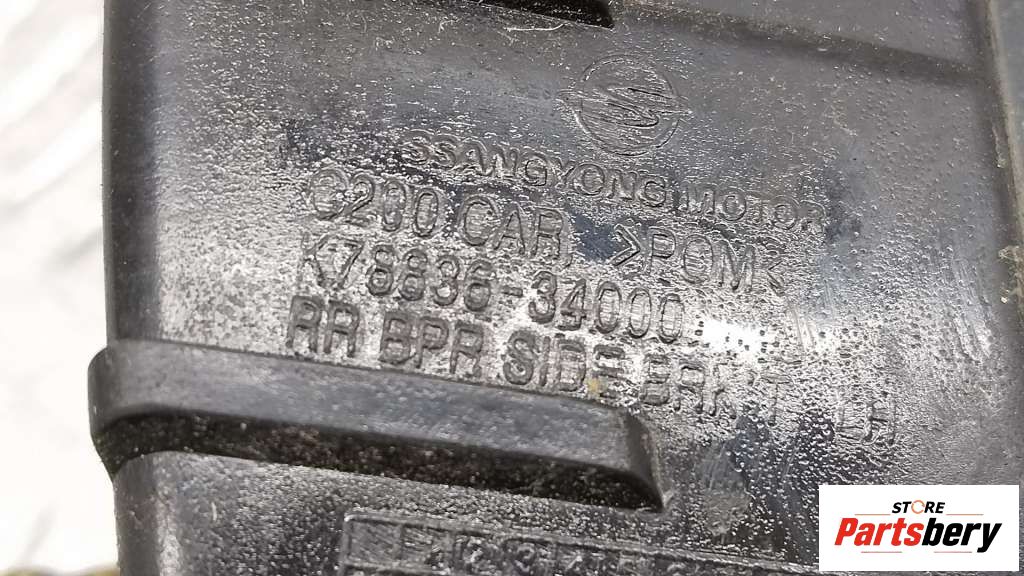 SSANGYONG MOTOR
C200 CAR, >POM<
K78836-34000
RR BPR SIDE BRK'T LH
STORE
Partsbery